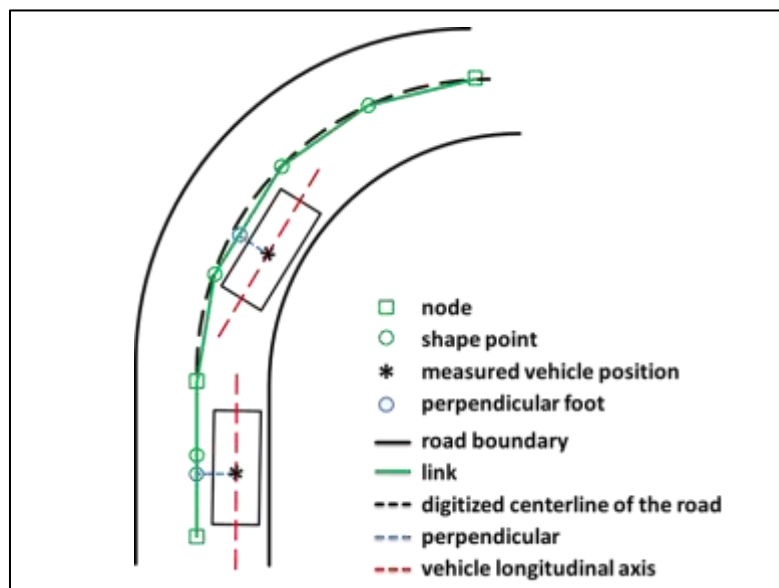 node
shape point
measured vehicle position
perpendicular foot
road boundary
link
digitized centerline of the road
perpendicular
vehicle longitudinal axis